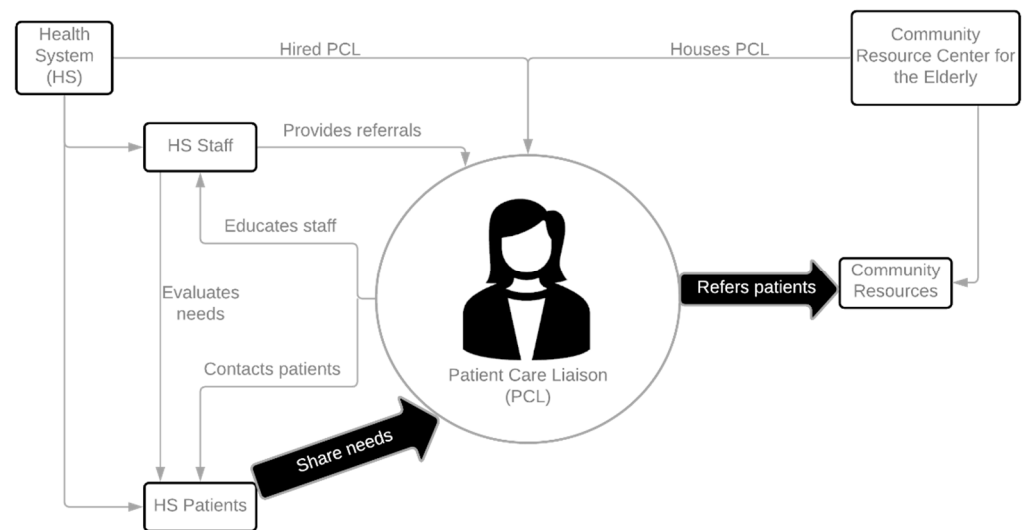 Health
System
(HS)
Hired PCL
Houses PCL
Community
Resource Center for
the Elderly
HS Staff
Provides referrals
Educates staff
Evaluates
needs
Contacts patients
Share needs
HS Patients
Patient Care Liaison
(PCL)
Refers patients
Community
Resources